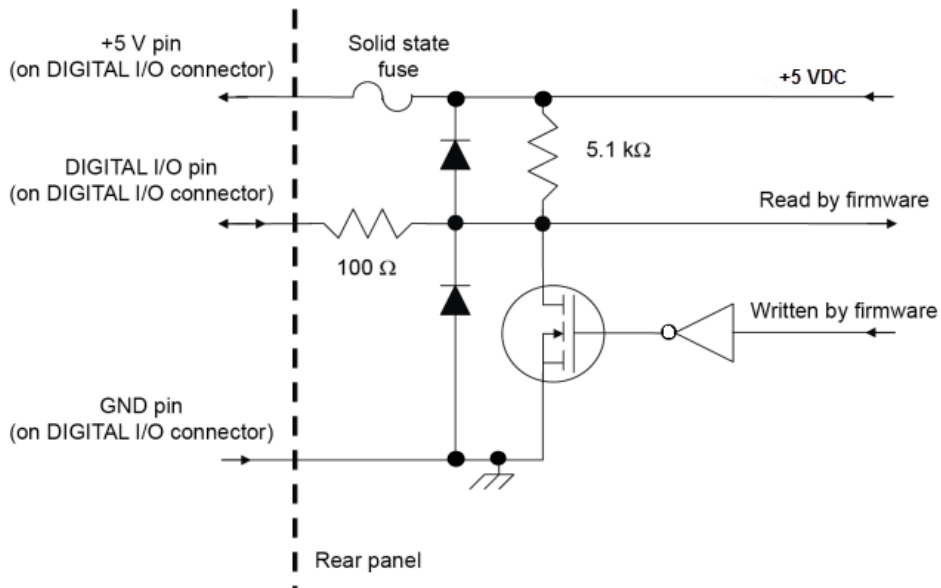 +5 V pin
(on DIGITAL I/O connector)
Solid state
fuse
+5 VDC
5.1 kΩ
DIGITAL I/O pin
(on DIGITAL I/O connector)
Read by firmware
100 Ω
Written by firmware
GND pin
(on DIGITAL I/O connector)
Rear panel